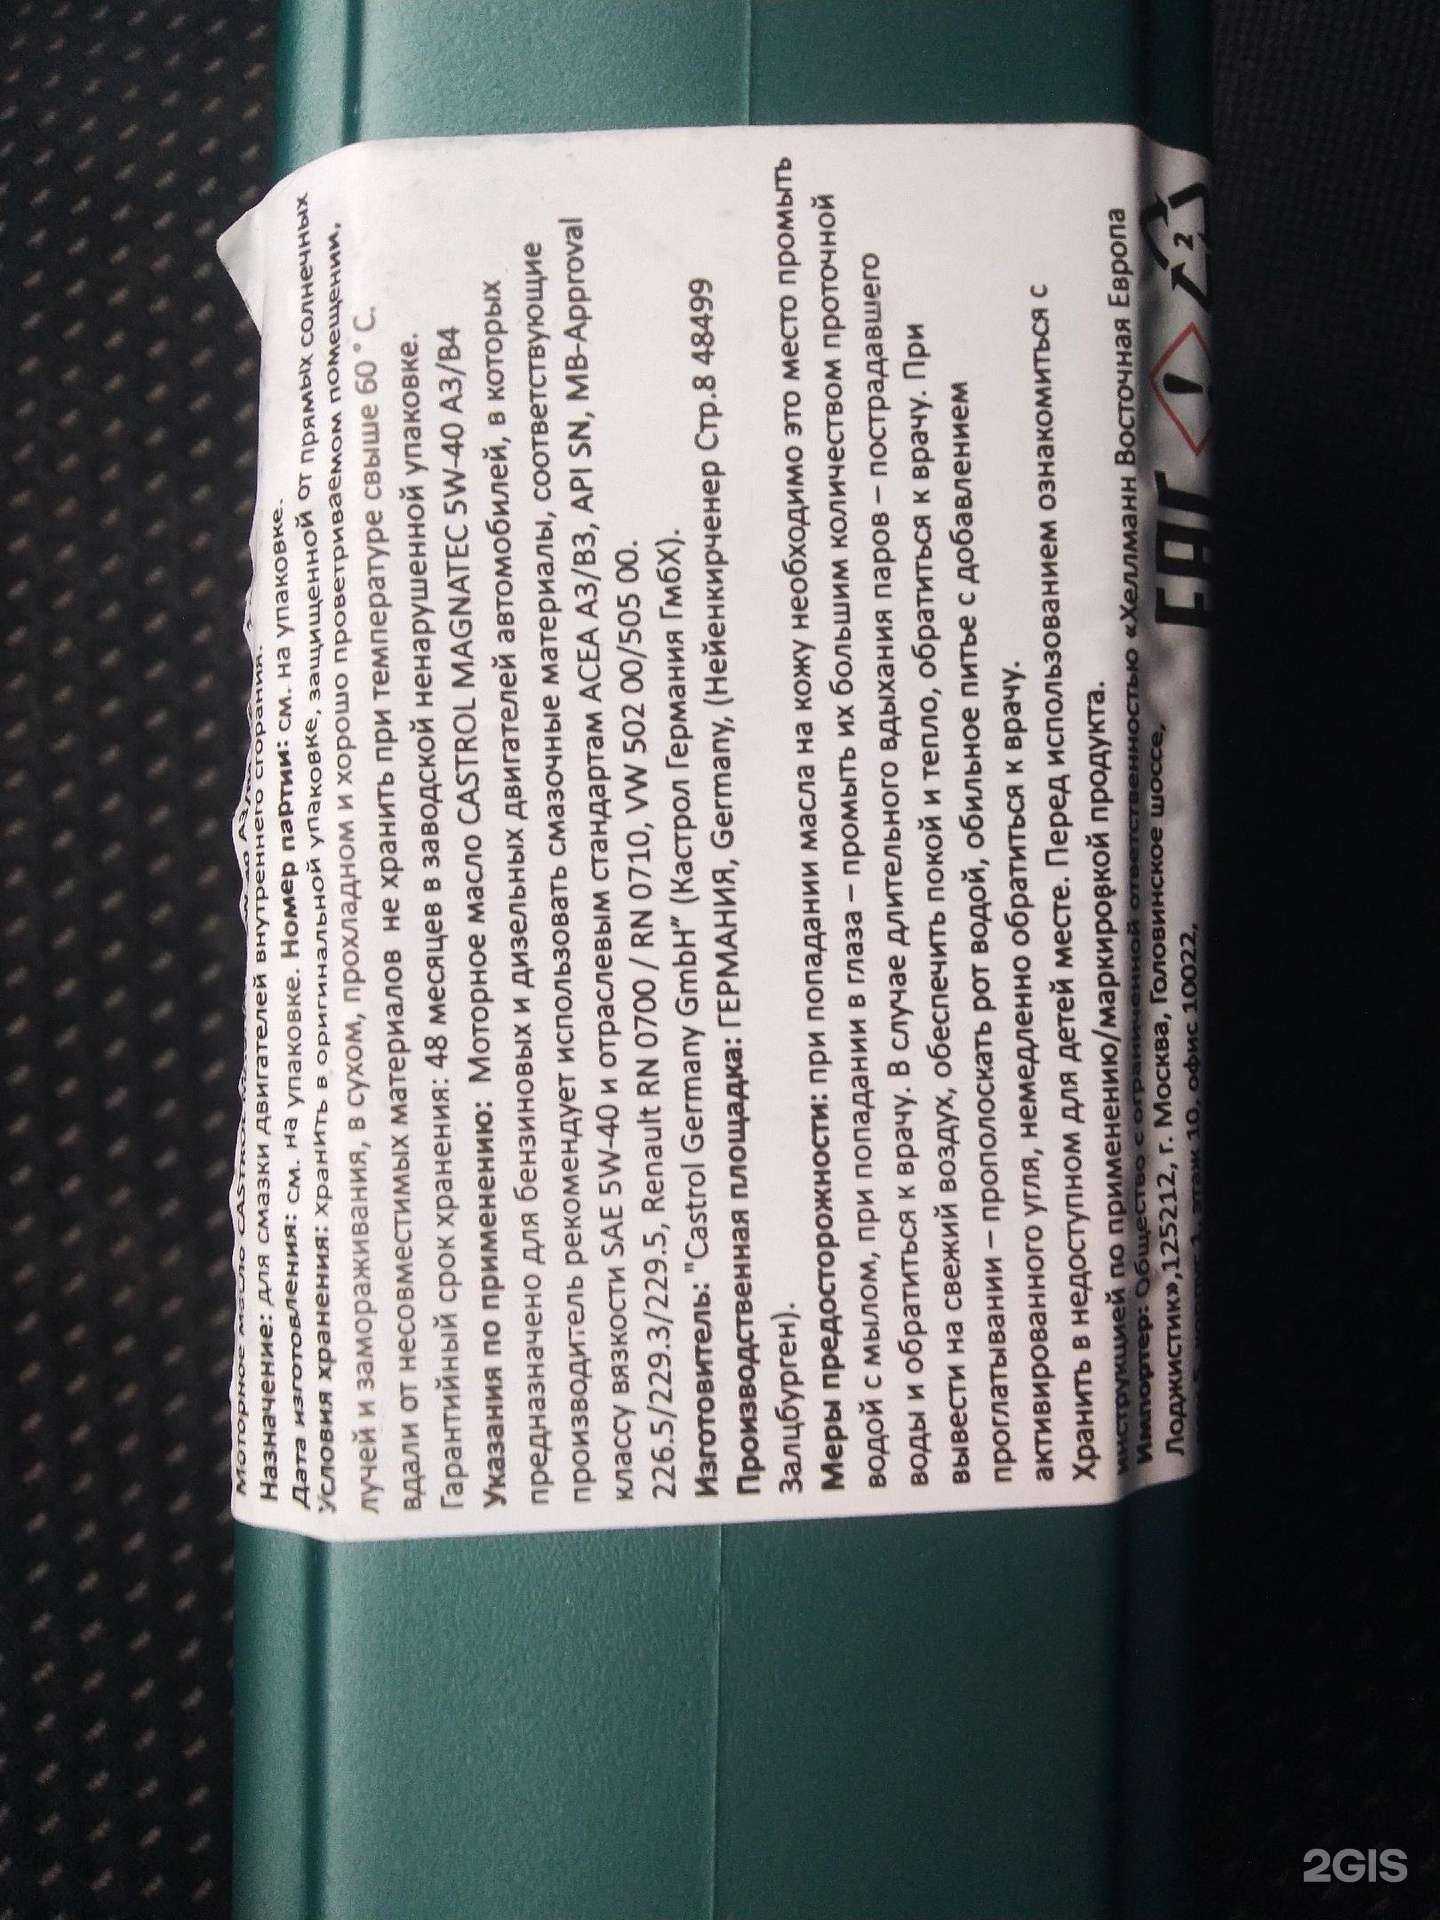 Моторное масло CASTROL
Назначение: для смазки двигателей внутреннего сгорания.
Дата изготовления: см. на упаковке. Номер партии: см. на упаковке.
Условия хранения: хранить в оригинальной упаковке, защищенной от прямых солнечных
лучей и замораживания, в сухом, прохладном и хорошо проветриваемом помещении,
вдали от несовместимых материалов не хранить при температуре свыше 60 ° С.
Гарантийный срок хранения: 48 месяцев в заводской ненарушенной упаковке.
Указания по применению: Моторное масло CASTROL MAGNATEC 5W-40 A3/B4
предназначено для бензиновых и дизельных двигателей автомобилей, в которых
производитель рекомендует использовать смазочные материалы, соответствующие
классу вязкости SAE 5W-40 и отраслевым стандартам ACEA A3/B3, API SN, MB-Approval
226.5/229.3/229.5, Renault RN 0700 / RN 0710, VW 502 00/505 00.
Изготовитель: "Castrol Germany GmbH" (Кастрол Германия ГмбХ).
Производственная площадка: ГЕРМАНИЯ, Germany, (Нейенкирченер Стр.8 48499
Залцбурген).
Меры предосторожности: при попадании масла на кожу необходимо это место промыть
водой с мылом, при попадании в глаза – промыть их большим количеством проточной
воды и обратиться к врачу. В случае длительного вдыхания паров – пострадавшего
вывести на свежий воздух, обеспечить покой и тепло, обратиться к врачу. При
проглатывании – прополоскать рот водой, обильное питье с добавлением
активированного угля, немедленно обратиться к врачу.
Хранить в недоступном для детей месте. Перед использованием ознакомиться с
инструкцией по применению/маркировкой продукта.
Импортер: Общество с ограниченной ответственностью «Хеллманн Восточная Европа
Лоджистик»,125212, г. Москва, Головинское шоссе,
этаж 10, офис 10022,
EAC
2
2GIS